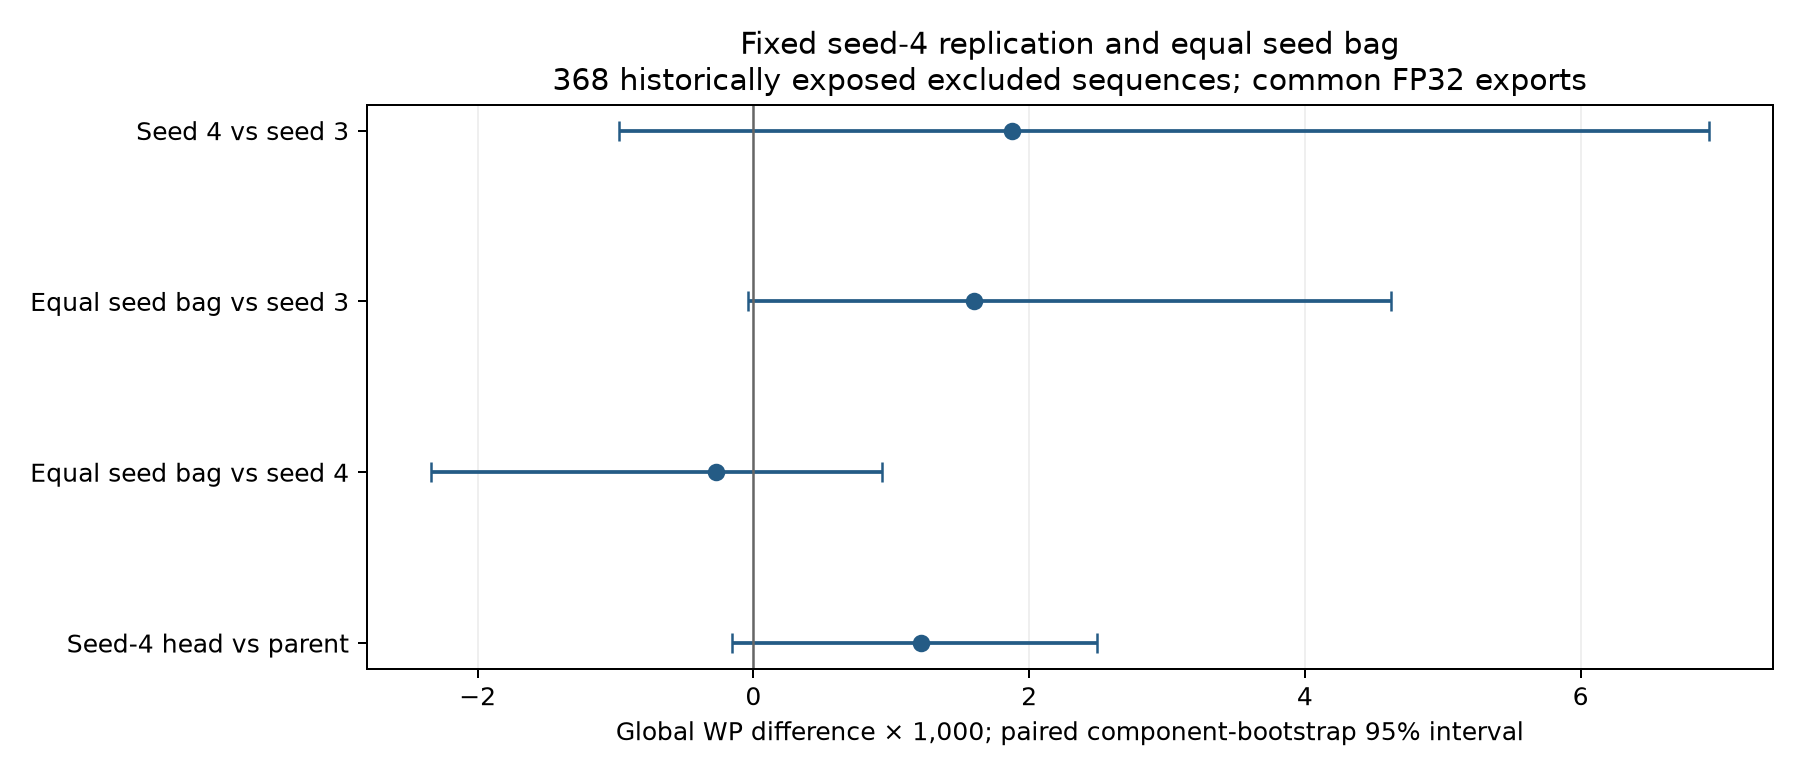 Fixed seed-4 replication and equal seed bag
368 historically exposed excluded sequences; common FP32 exports
Seed 4 vs seed 3
Equal seed bag vs seed 3
Equal seed bag vs seed 4
Seed-4 head vs parent
−2 0 2 4 6
Global WP difference × 1,000; paired component-bootstrap 95% interval